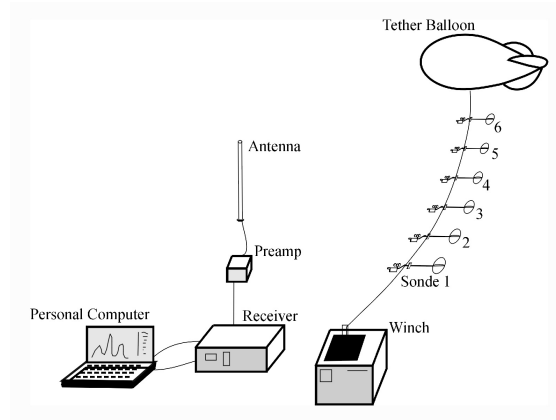 Tether Balloon
6
5
Antenna
4
3
2
Preamp
Sonde 1
Personal Computer
Receiver
Winch